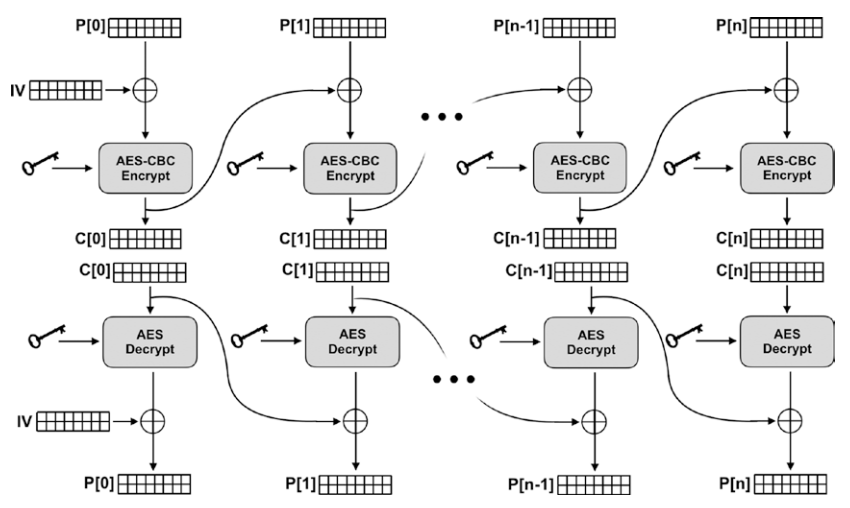 P[0] P[1] P[n-1] P[n]
IV
AES-CBC Encrypt
AES-CBC Encrypt
AES-CBC Encrypt
AES-CBC Encrypt
C[0] C[1] C[n-1] C[n]
C[0] C[1] C[n-1] C[n]
AES Decrypt
AES Decrypt
AES Decrypt
AES Decrypt
IV
P[0] P[1] P[n-1] P[n]